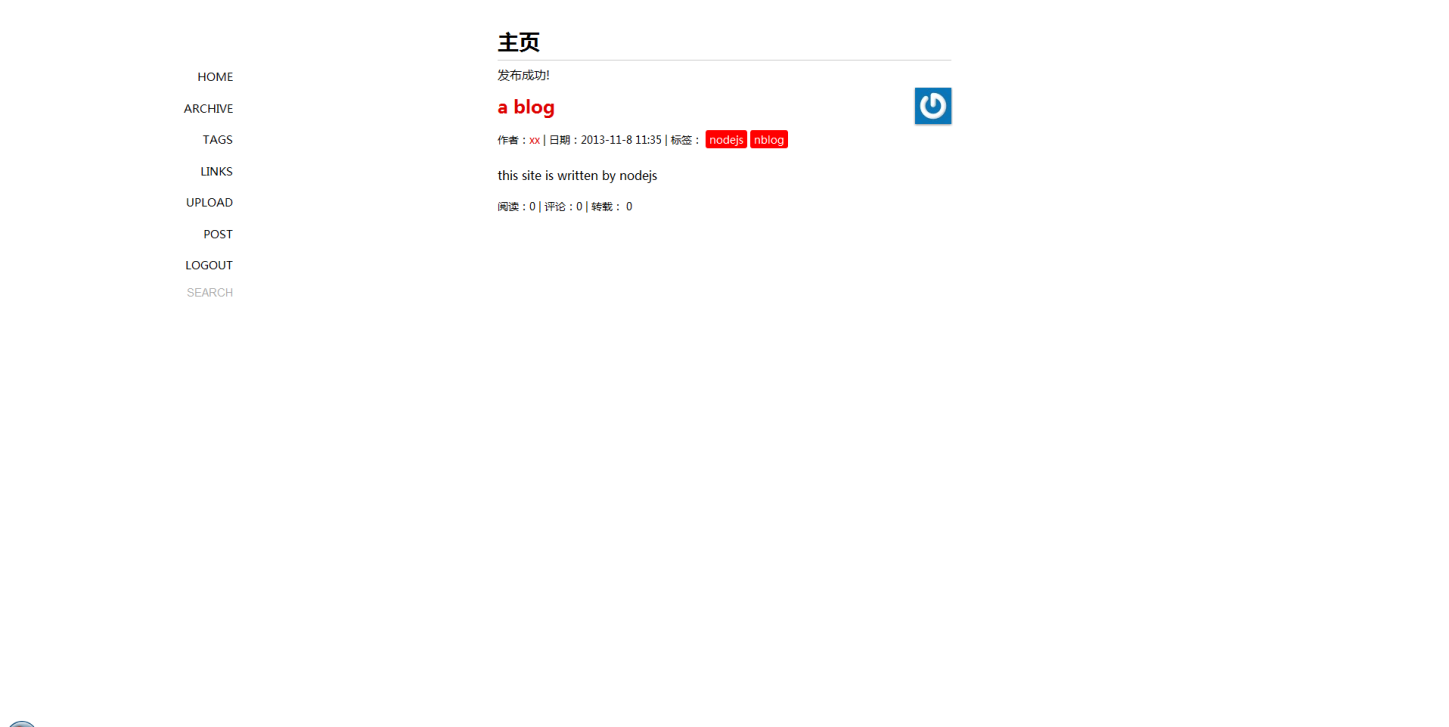 主页
HOME
ARCHIVE
TAGS
LINKS
UPLOAD
POST
LOGOUT
SEARCH
发布成功!
a blog
作者：xx | 日期：2013-11-8 11:35 | 标签： nodejs nblog
this site is written by nodejs
阅读：0 | 评论：0 | 转载： 0